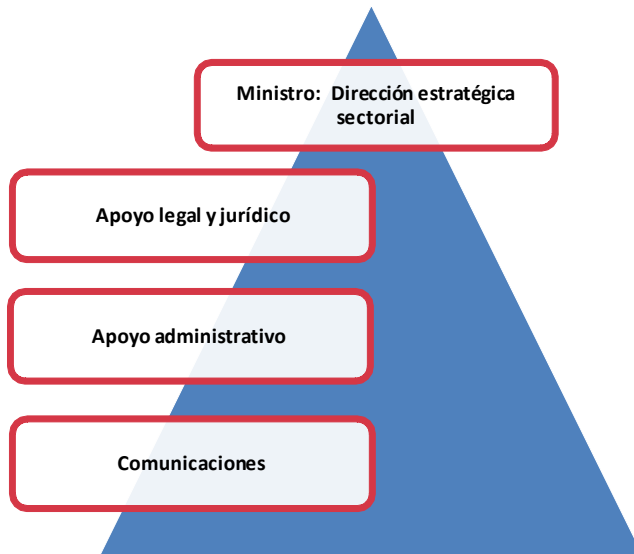 Ministro: Dirección estratégica
sectorial
Apoyo legal y jurídico
Apoyo administrativo
Comunicaciones